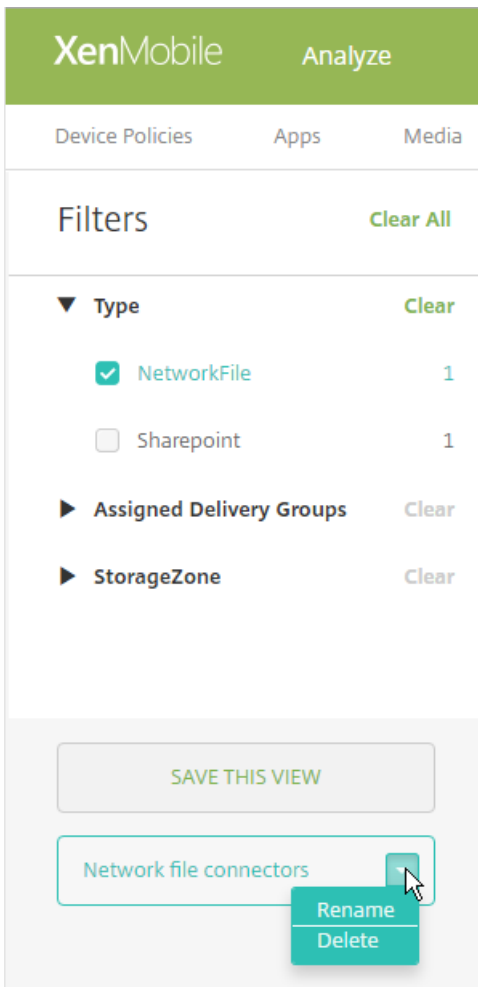 XenMobile Analyze
Device Policies Apps Media
Filters Clear All
Type Clear
NetworkFile 1
Sharepoint 1
Assigned Delivery Groups Clear
StorageZone Clear
SAVE THIS VIEW
Network file connectors
Rename
Delete